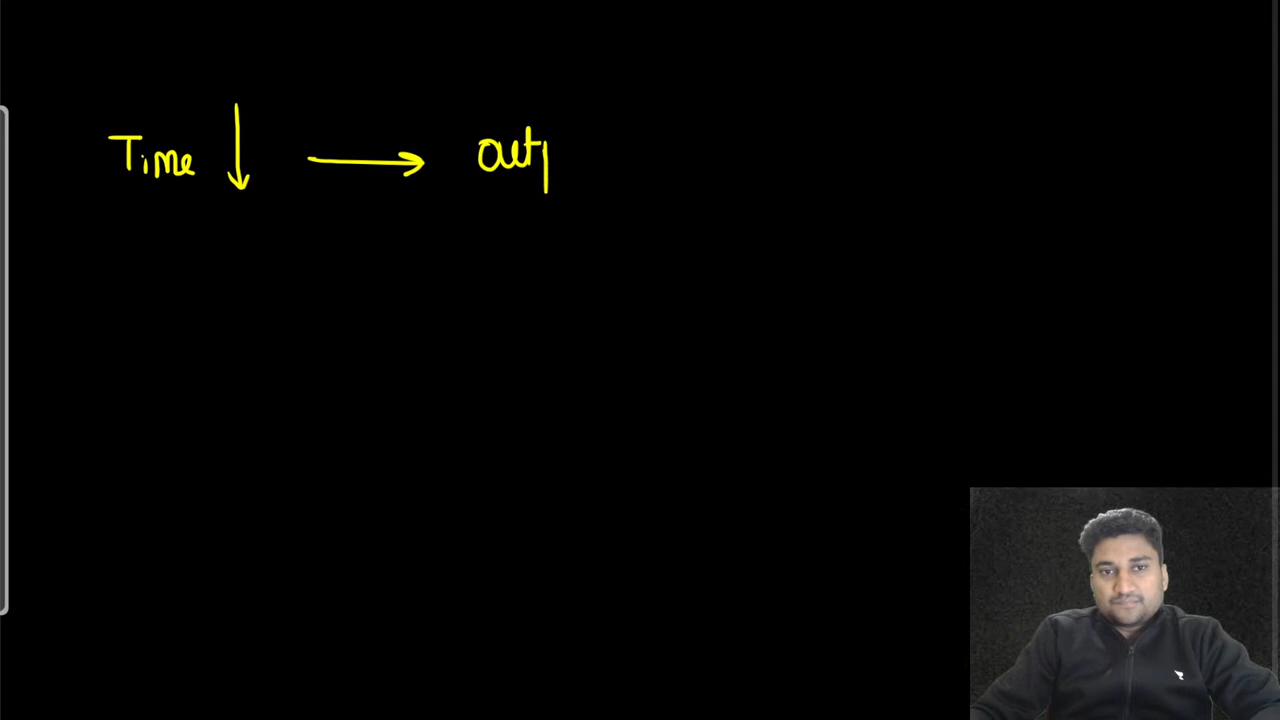 Time ↓ → out|